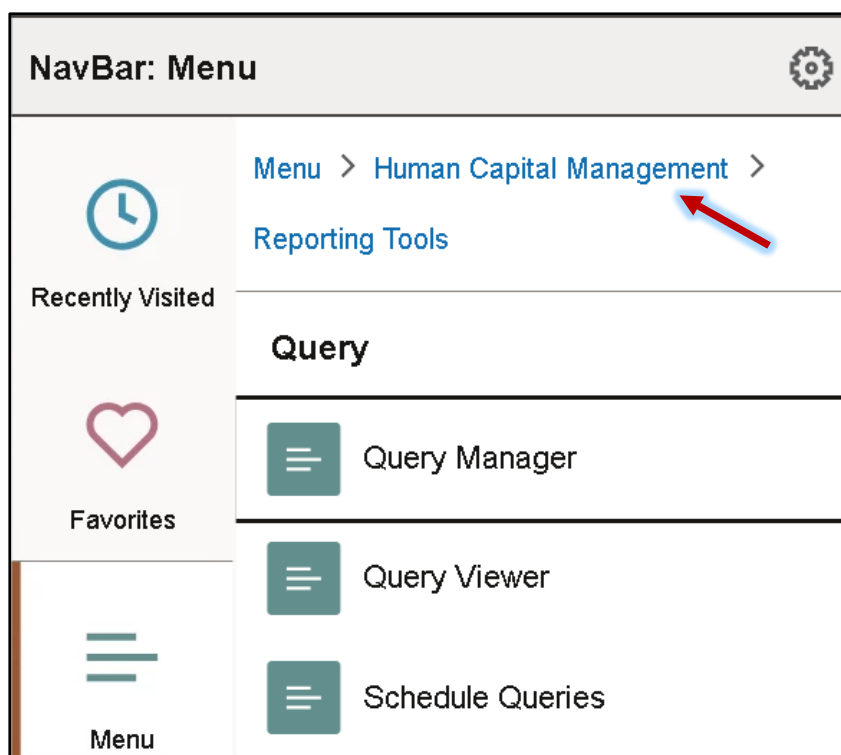 NavBar: Menu
Menu > Human Capital Management >
Reporting Tools
Recently Visited
Query
Query Manager
Favorites
Query Viewer
Schedule Queries
Menu